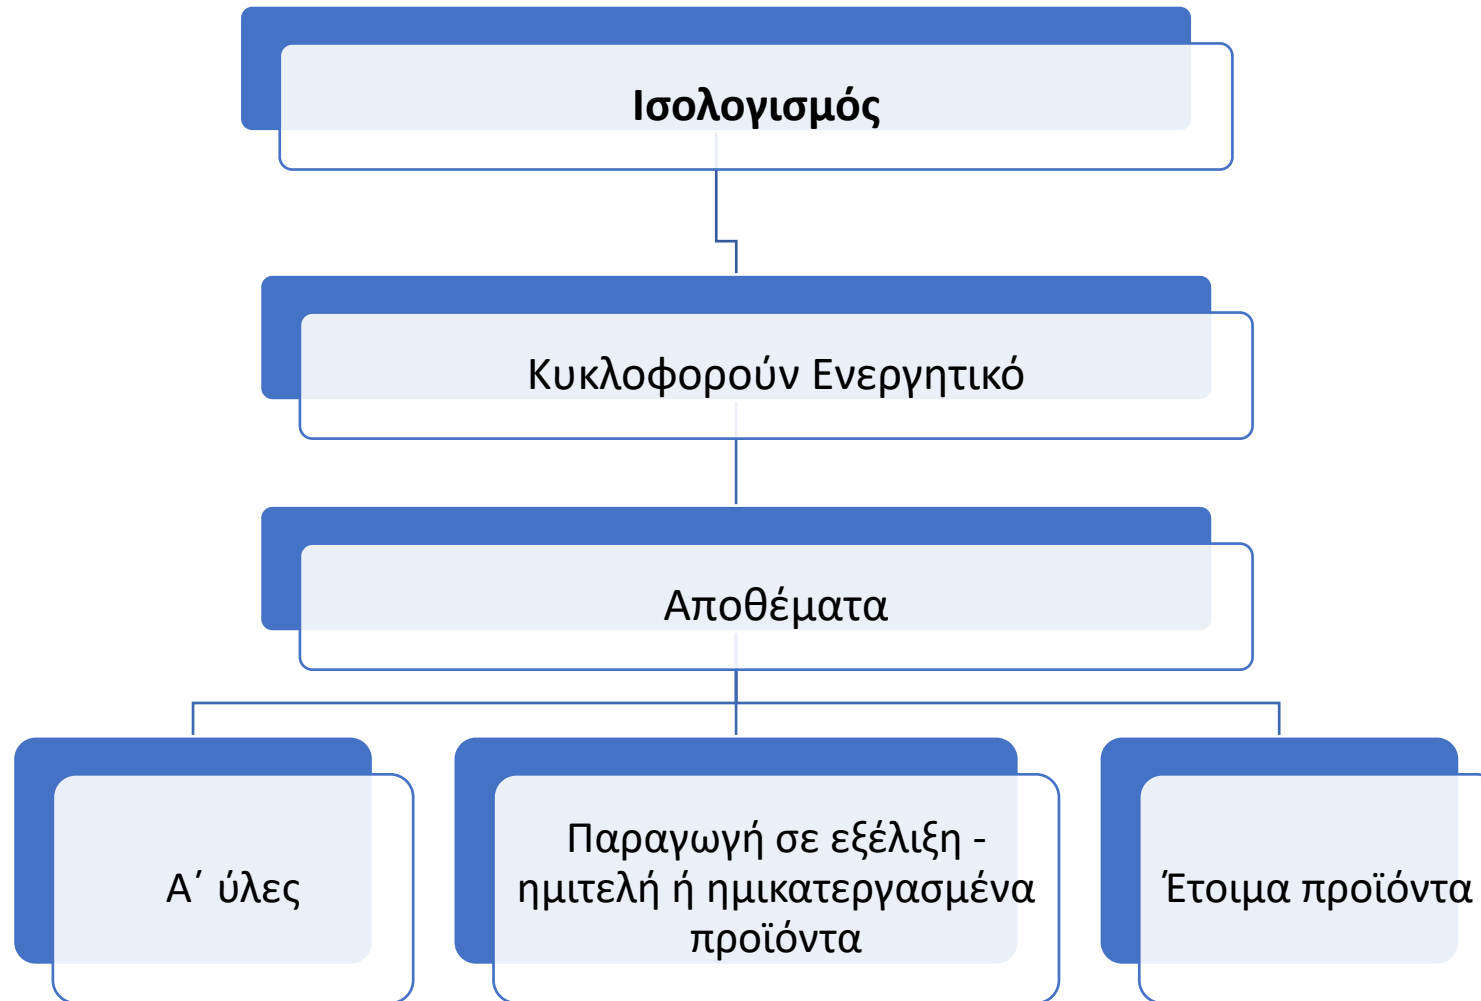 Ισολογισμός
Κυκλοφορούν Ενεργητικό
Αποθέματα
Α΄ ύλες
Παραγωγή σε εξέλιξη -
ημιτελή ή ημικατεργασμένα
προϊόντα
Έτοιμα προϊόντα